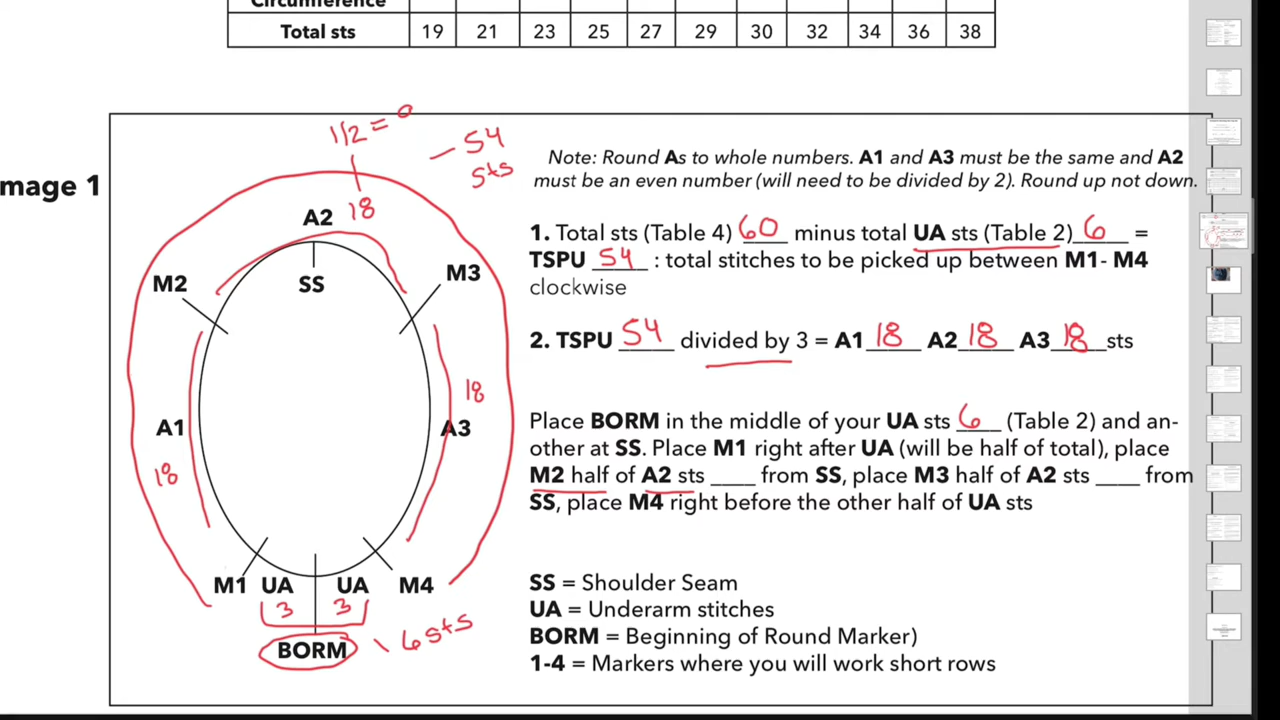 Circumference
Total sts 19 21 23 25 27 29 30 32 34 36 38
mage 1
1/2 = 9
— 54
sts
A2 18
SS
M2
M3
A1
18
18
A3
M1 UA UA M4
3 3
BORM
6 sts
Note: Round As to whole numbers. A1 and A3 must be the same and A2
must be an even number (will need to be divided by 2). Round up not down.
1. Total sts (Table 4) 60 minus total UA sts (Table 2) 6 =
TSPU 54 : total stitches to be picked up between M1- M4
clockwise
2. TSPU 54 divided by 3 = A1 18 A2 18 A3 18 sts
Place BORM in the middle of your UA sts 6 (Table 2) and an-
other at SS. Place M1 right after UA (will be half of total), place
M2 half of A2 sts ____ from SS, place M3 half of A2 sts ____ from
SS, place M4 right before the other half of UA sts
SS = Shoulder Seam
UA = Underarm stitches
BORM = Beginning of Round Marker)
1-4 = Markers where you will work short rows